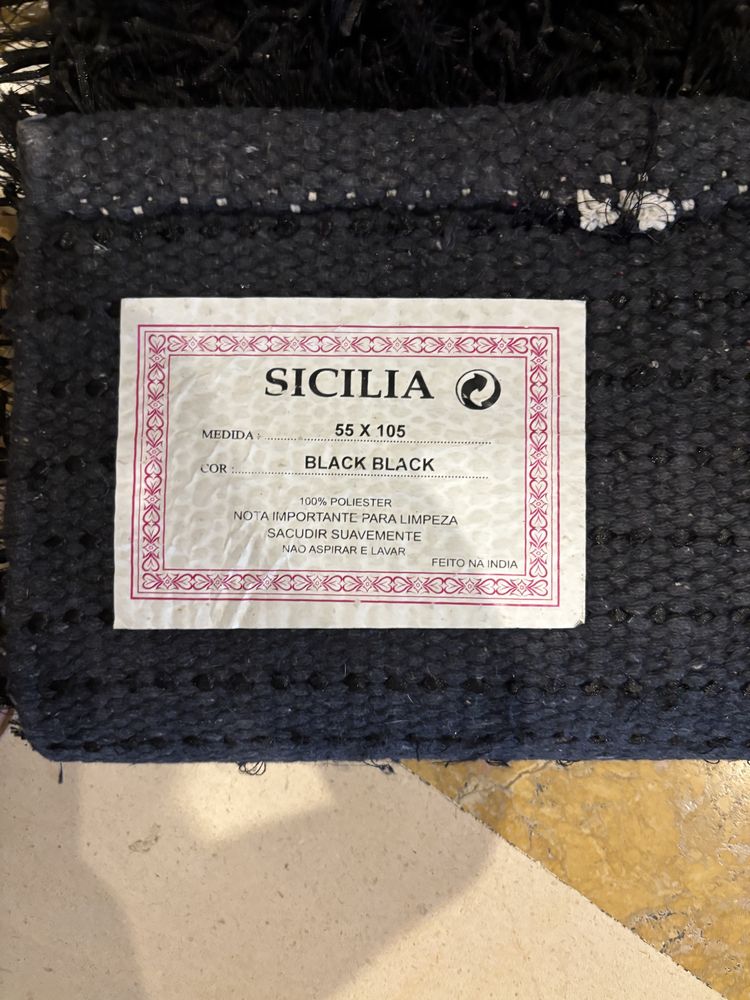 SICILIA
MEDIDA : 55 X 105
COR : BLACK BLACK
100% POLIESTER
NOTA IMPORTANTE PARA LIMPEZA
SACUDIR SUAVEMENTE
NAO ASPIRAR E LAVAR
FEITO NA INDIA